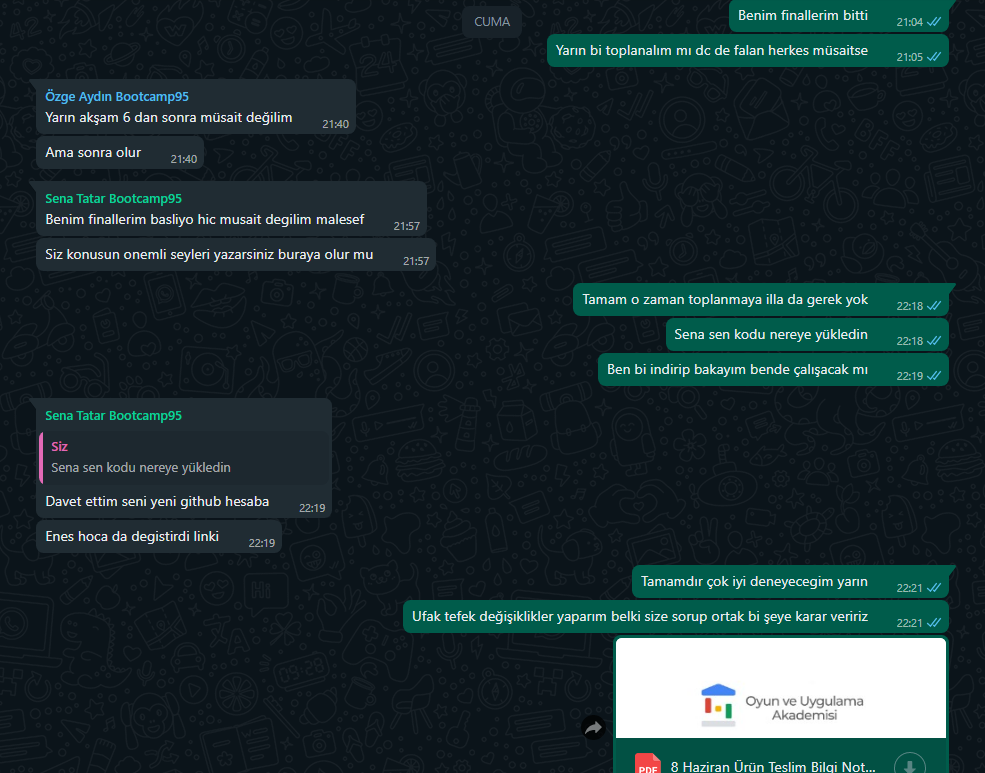 CUMA
Benim finallerim bitti
21:04
Yarın bi toplanalım mı dc de falan herkes müsaitse
21:05
Özge Aydın Bootcamp95
Yarın akşam 6 dan sonra müsait değilim
21:40
Ama sonra olur
21:40
Sena Tatar Bootcamp95
Benim finallerim basliyo hic musait degilim malesef
21:57
Siz konusun onemli seyleri yazarsiniz buraya olur mu
21:57
Tamam o zaman toplanmaya illa da gerek yok
22:18
Sena sen kodu nereye yükledin
22:18
Ben bi indirip bakayım bende çalışacak mı
22:19
Sena Tatar Bootcamp95
Siz
Sena sen kodu nereye yükledin
Davet ettim seni yeni github hesaba
22:19
Enes hoca da degistirdi linki
22:19
Tamamdır çok iyi deneyecegim yarın
22:21
Ufak tefek değişiklikler yaparım belki size sorup ortak bi şeye karar veririz
22:21
Oyun ve Uygulama
Akademisi
PDF
8 Haziran Ürün Teslim Bilgi Not...